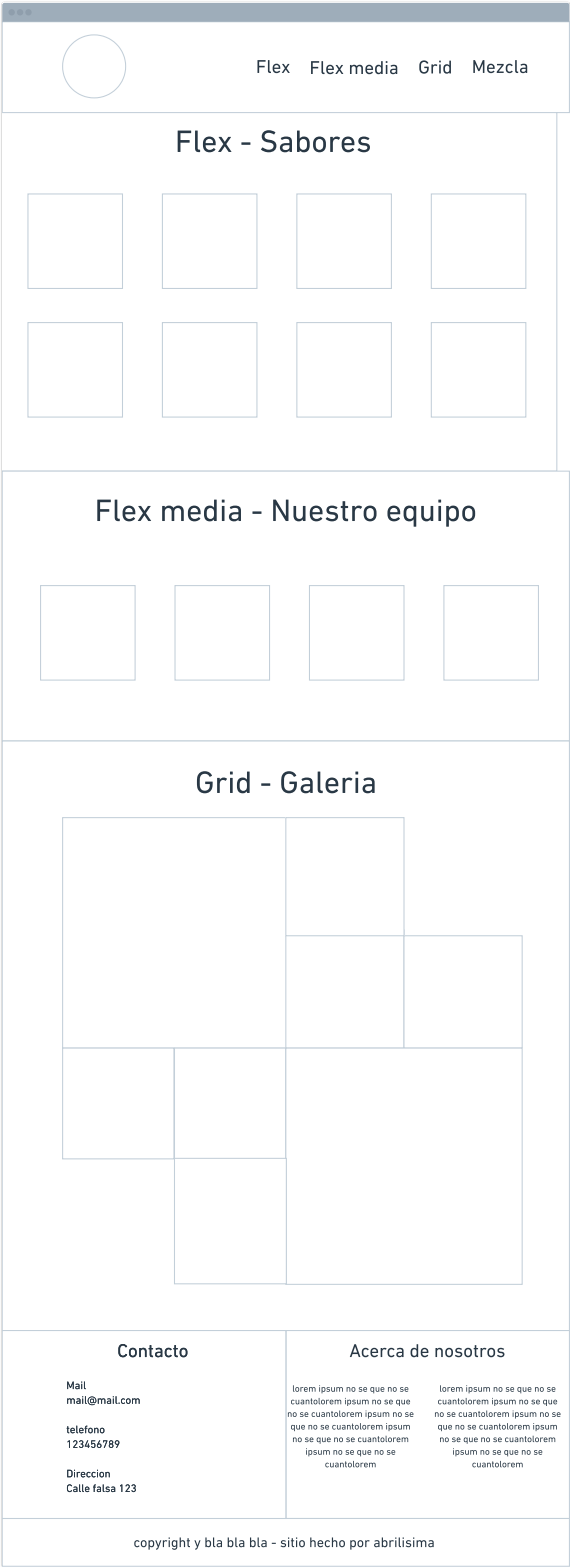 Flex Flex media Grid Mezcla
Flex - Sabores
Flex media - Nuestro equipo
Grid - Galeria
Contacto
Mail
mail@mail.com
telefono
123456789
Direccion
Calle falsa 123
Acerca de nosotros
lorem ipsum no se que no se
cuantolorem ipsum no se que
no se cuantolorem ipsum no se
que no se cuantolorem ipsum
no se que no se cuantolorem
ipsum no se que no se
cuantolorem
lorem ipsum no se que no se
cuantolorem ipsum no se que
no se cuantolorem ipsum no se
que no se cuantolorem ipsum
no se que no se cuantolorem
ipsum no se que no se
cuantolorem
copyright y bla bla bla - sitio hecho por abrilisima